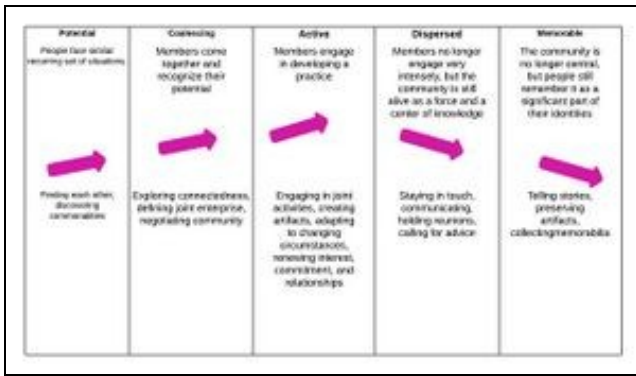 Potential
People face similar
recurring set of situations
Finding each other,
discovering
commonalities
Coalescing
Members come
together and
recognize their
potential
Exploring connectedness,
defining joint enterprise,
negotiating community
Active
Members engage
in developing a
practice
Engaging in joint
activities, creating
artifacts, adapting
to changing
circumstances,
renewing interest,
commitment, and
relationships
Dispersed
Members no longer
engage very
intensely, but the
community is still
alive as a force and a
center of knowledge
Staying in touch,
communicating,
holding reunions,
calling for advice
Memorable
The community is
no longer central,
but people still
remember it as a
significant part of
their identities
Telling stories,
preserving
artifacts,
collectingmemorabilia